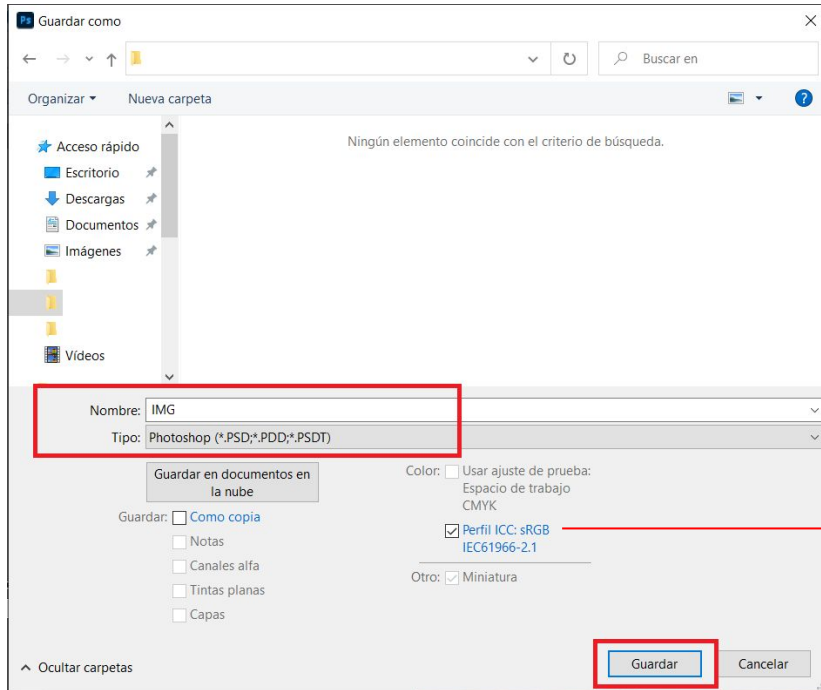 Ps Guardar como
Buscar en
Organizar Nueva carpeta
?
Acceso rápido
Ningún elemento coincide con el criterio de búsqueda.
Escritorio
Descargas
Documentos
Imágenes
Vídeos
Nombre: IMG
Tipo: Photoshop (*.PSD;*.PDD;*.PSDT)
Guardar en documentos en
la nube
Guardar: Como copia
Notas
Canales alfa
Tintas planas
Capas
Color: Usar ajuste de prueba:
Espacio de trabajo
CMYK
Perfil ICC: sRGB
IEC61966-2.1
Otro: Miniatura
Ocultar carpetas
Guardar
Cancelar